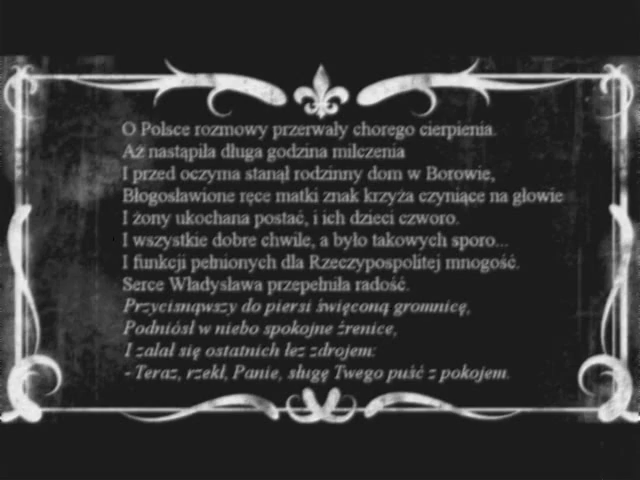 O Polsce rozmowy przerwały chorego cierpienia.
Aż nastąpiła długa godzina milczenia
I przed oczyma stanął rodzinny dom w Borowie,
Błogosławione ręce matki znak krzyża czyniące na głowie
I żony ukochana postać, i ich dzieci czworo.
I wszystkie dobre chwile, a było takowych sporo...
I funkcji pełnionych dla Rzeczypospolitej mnogość.
Serce Władysława przepełniła radość.
Przycisnąwszy do piersi święconą gromnicę,
Podniósł w niebo spokojne źrenice,
I zalał się ostatnich łez zdrojem:
- Teraz, rzekł, Panie, sługę Twego puść z pokojem.